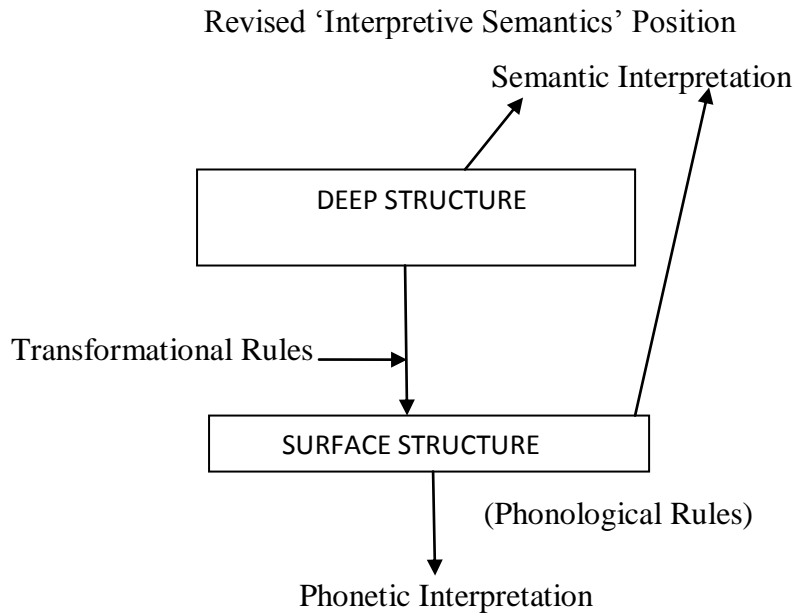 Revised ‘Interpretive Semantics’ Position
Semantic Interpretation
DEEP STRUCTURE
Transformational Rules
SURFACE STRUCTURE
(Phonological Rules)
Phonetic Interpretation